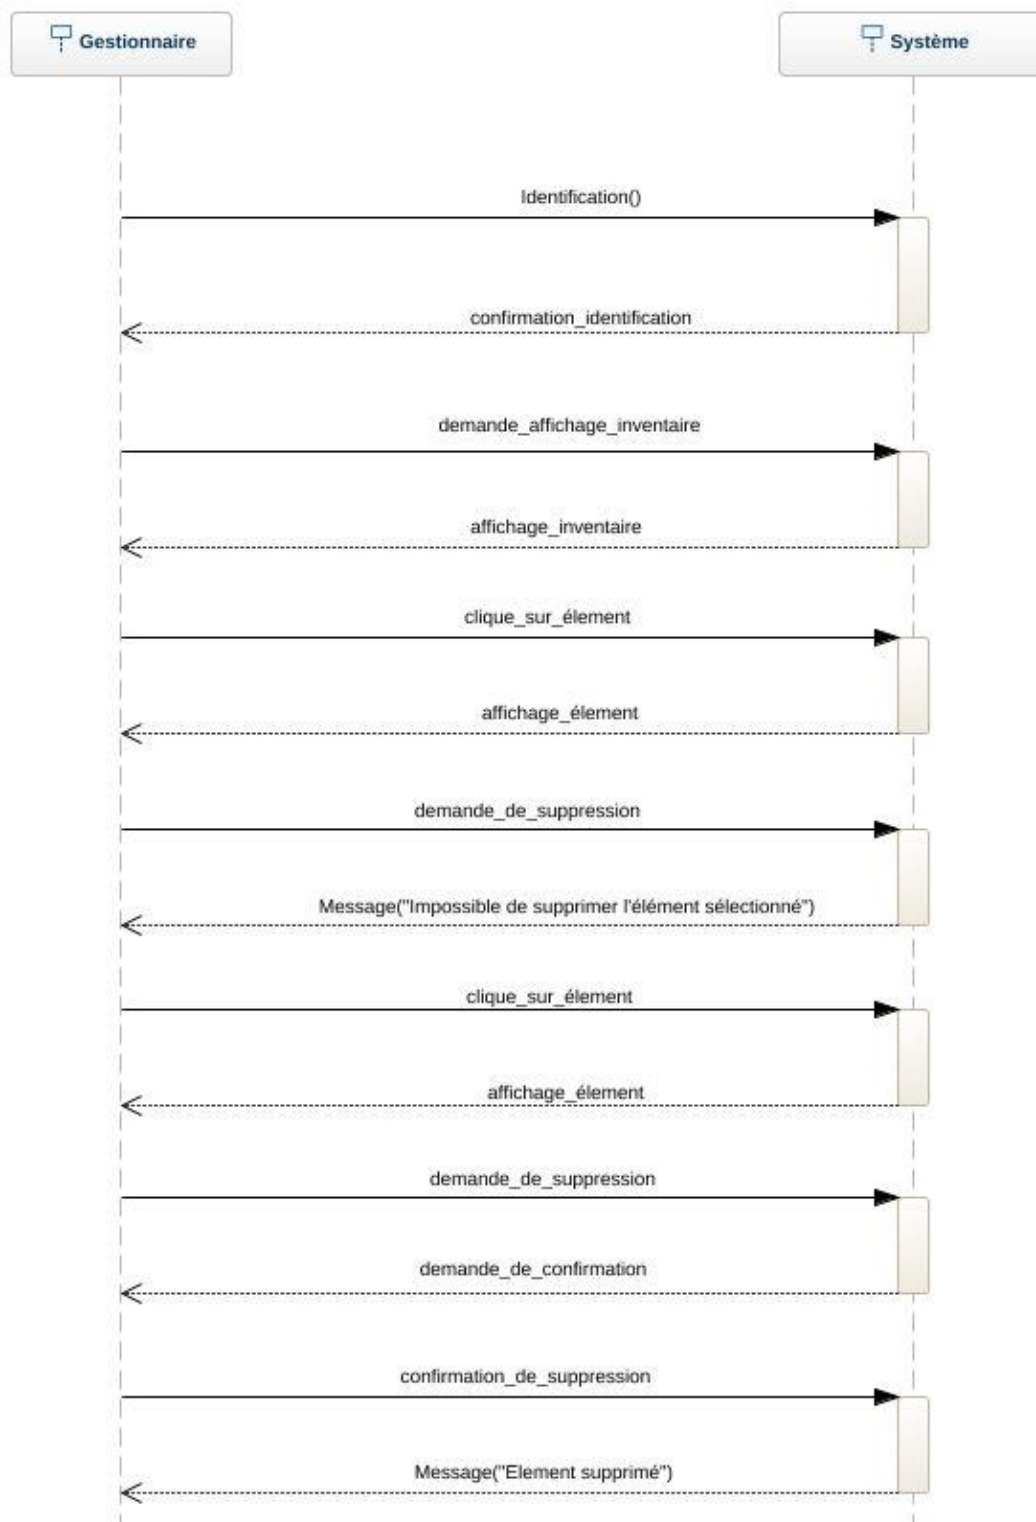 Gestionnaire
Système
Identification()
confirmation_identification
demande_affichage_inventaire
affichage_inventaire
clique_sur_élement
affichage_élement
demande_de_suppression
Message("Impossible de supprimer l'élément sélectionné")
clique_sur_élement
affichage_élement
demande_de_suppression
demande_de_confirmation
confirmation_de_suppression
Message("Element supprimé")